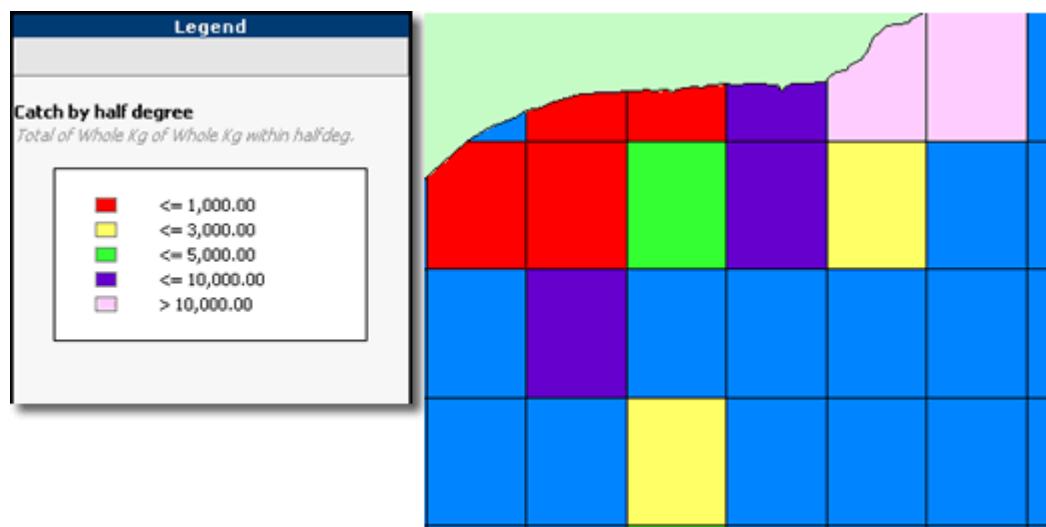 Legend
Catch by half degree
Total of Whole Kg of Whole Kg within halfdeg.
<= 1,000.00
<= 3,000.00
<= 5,000.00
<= 10,000.00
> 10,000.00